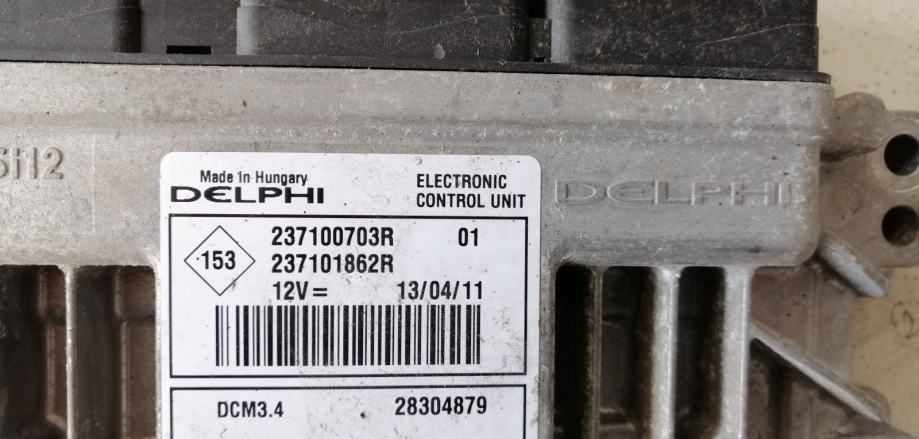 Si12
Made in Hungary
DELPHI
ELECTRONIC
CONTROL UNIT
DELPHI
237100703R 01
153
237101862R
12V= 13/04/11
DCM3.4 28304879